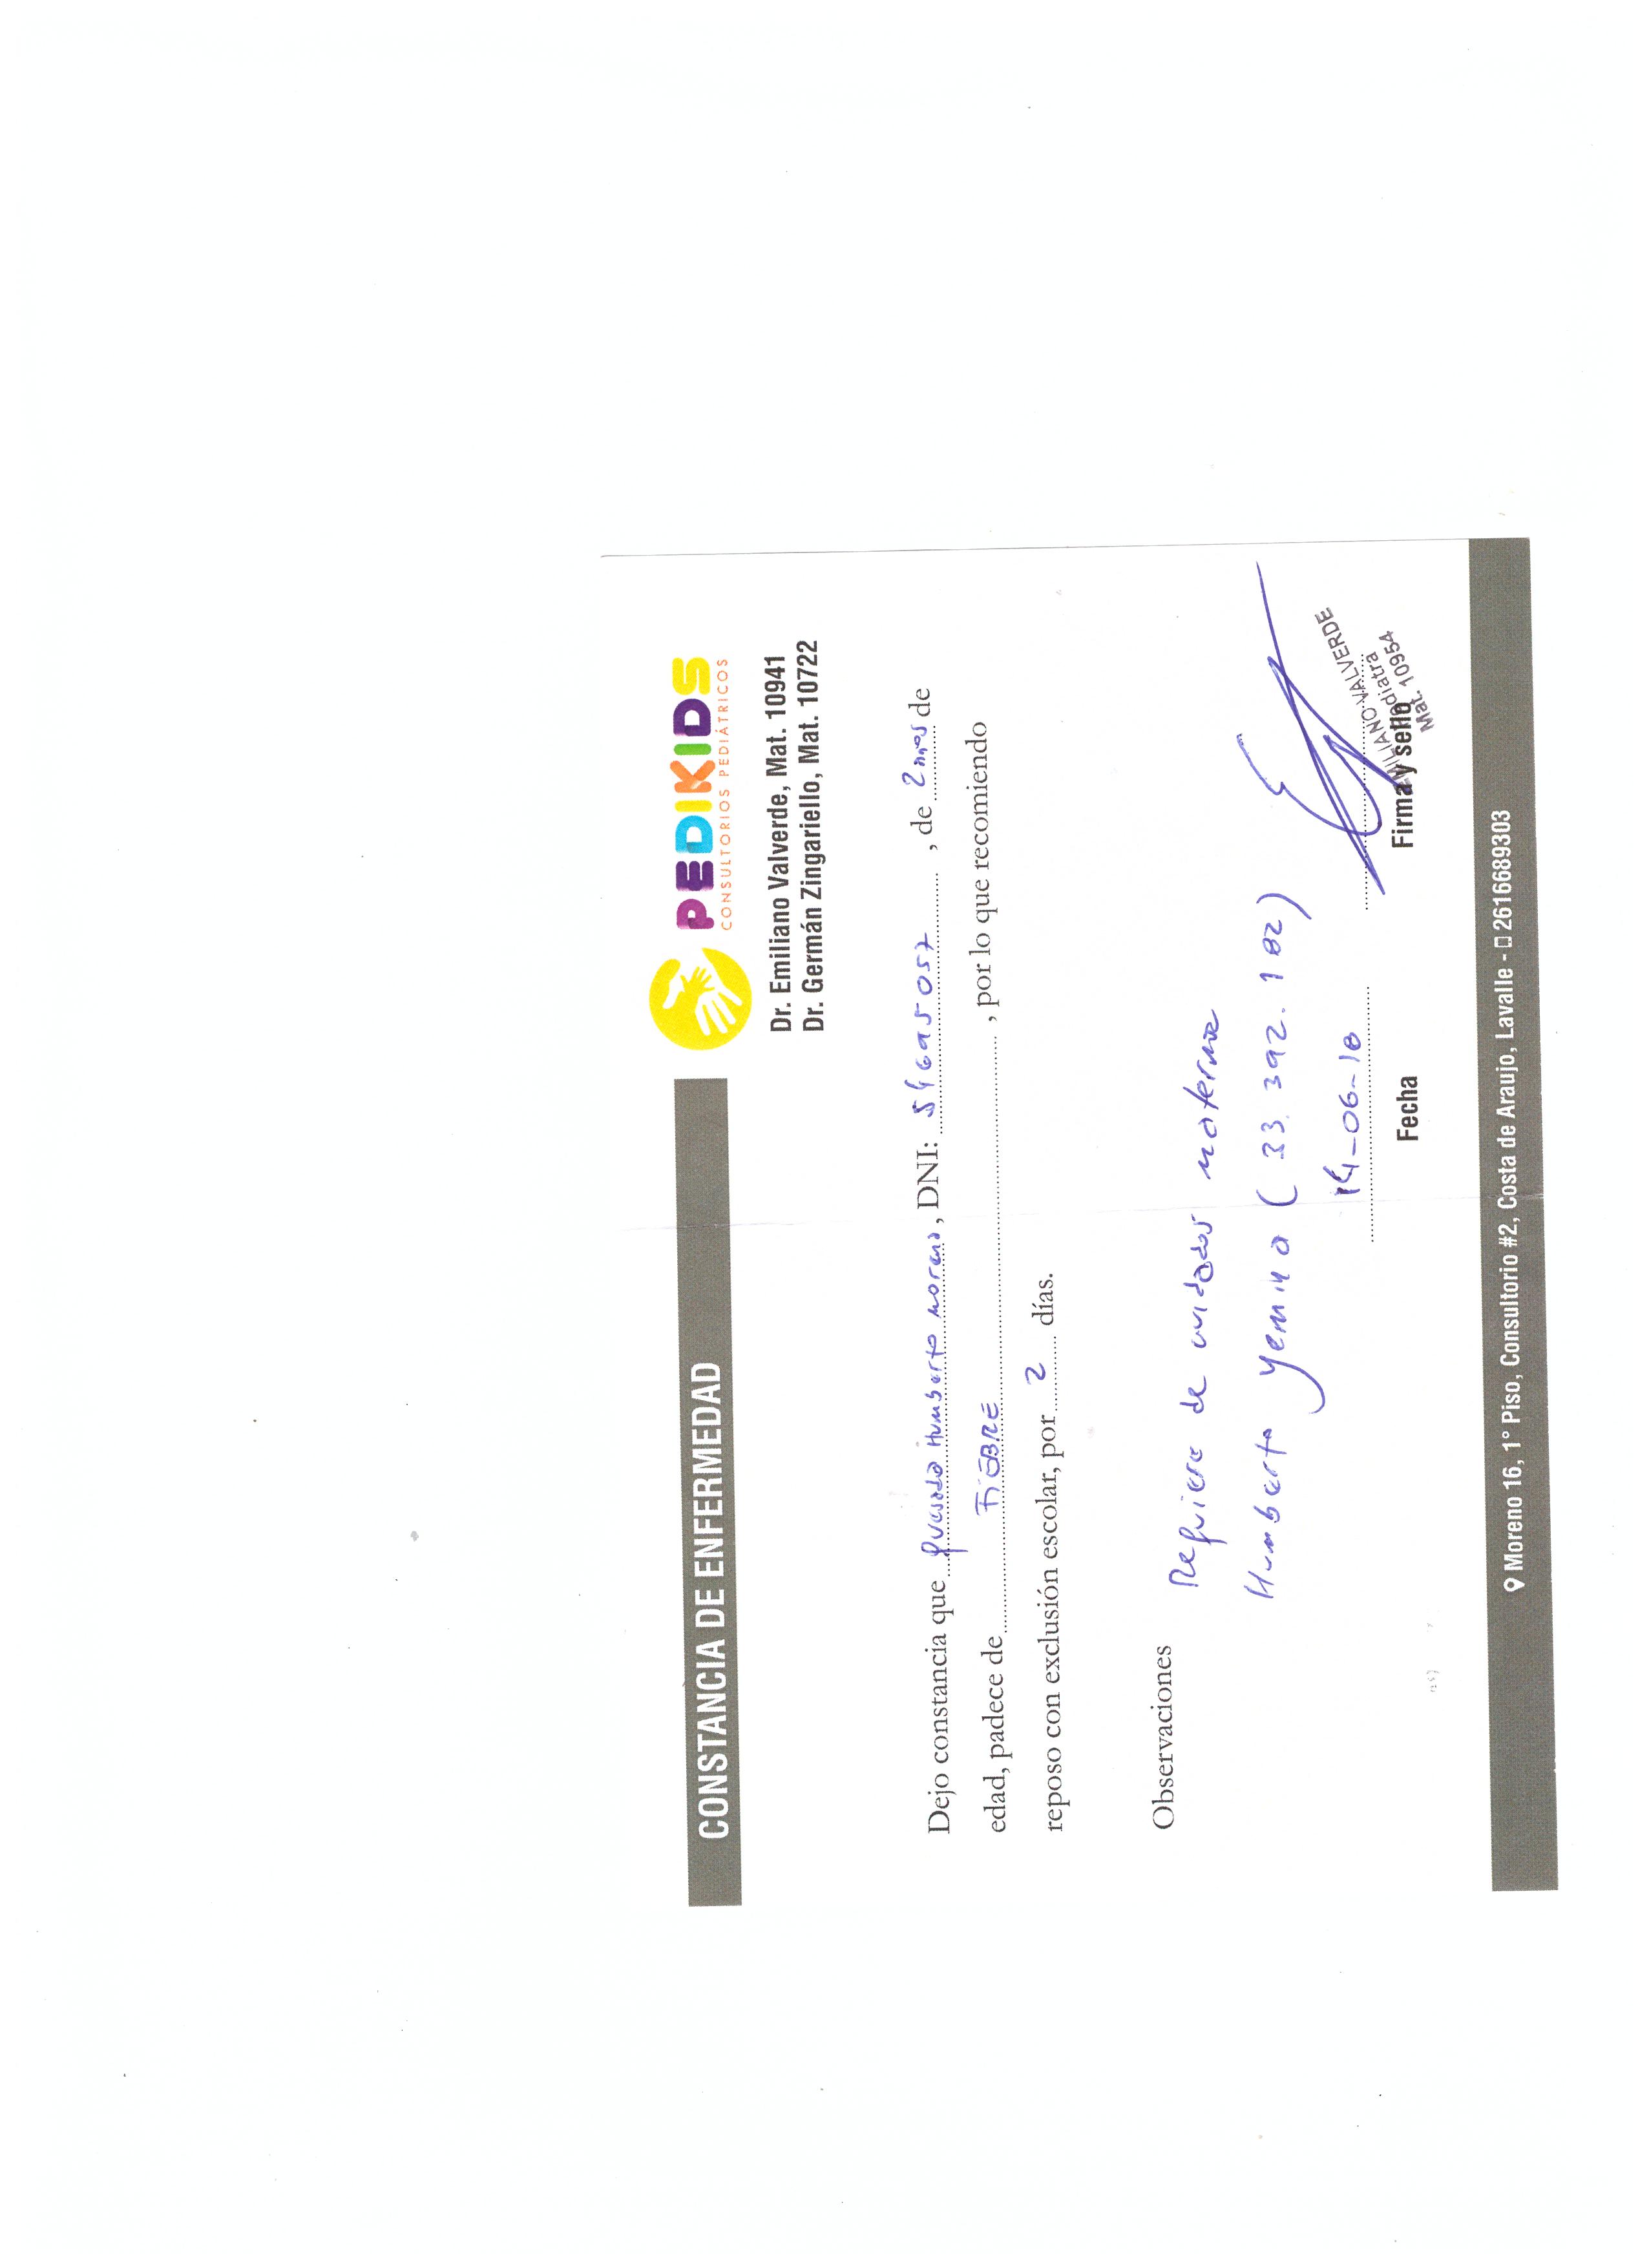 CONSTANCIA DE ENFERMEDAD
PEDIKIDS
CONSULTORIOS PEDIÁTRICOS
Dr. Emiliano Valverde, Mat. 10941
Dr. Germán Zingariello, Mat. 10722
Dejo constancia que Quesada Humberto Moreno, DNI: 54695057, de 2 años de
edad, padece de FIEBRE, por lo que recomiendo
reposo con exclusión escolar, por 2 días.
Observaciones
Requiere de cuidados materna
Humberto Yemina (33.392.182)
14-06-18
Fecha
EMILIANO VALVERDE
Pediatra
Mat. 10954
Firma y sello
Moreno 16, 1° Piso, Consultorio #2, Costa de Araujo, Lavalle - 2616689303